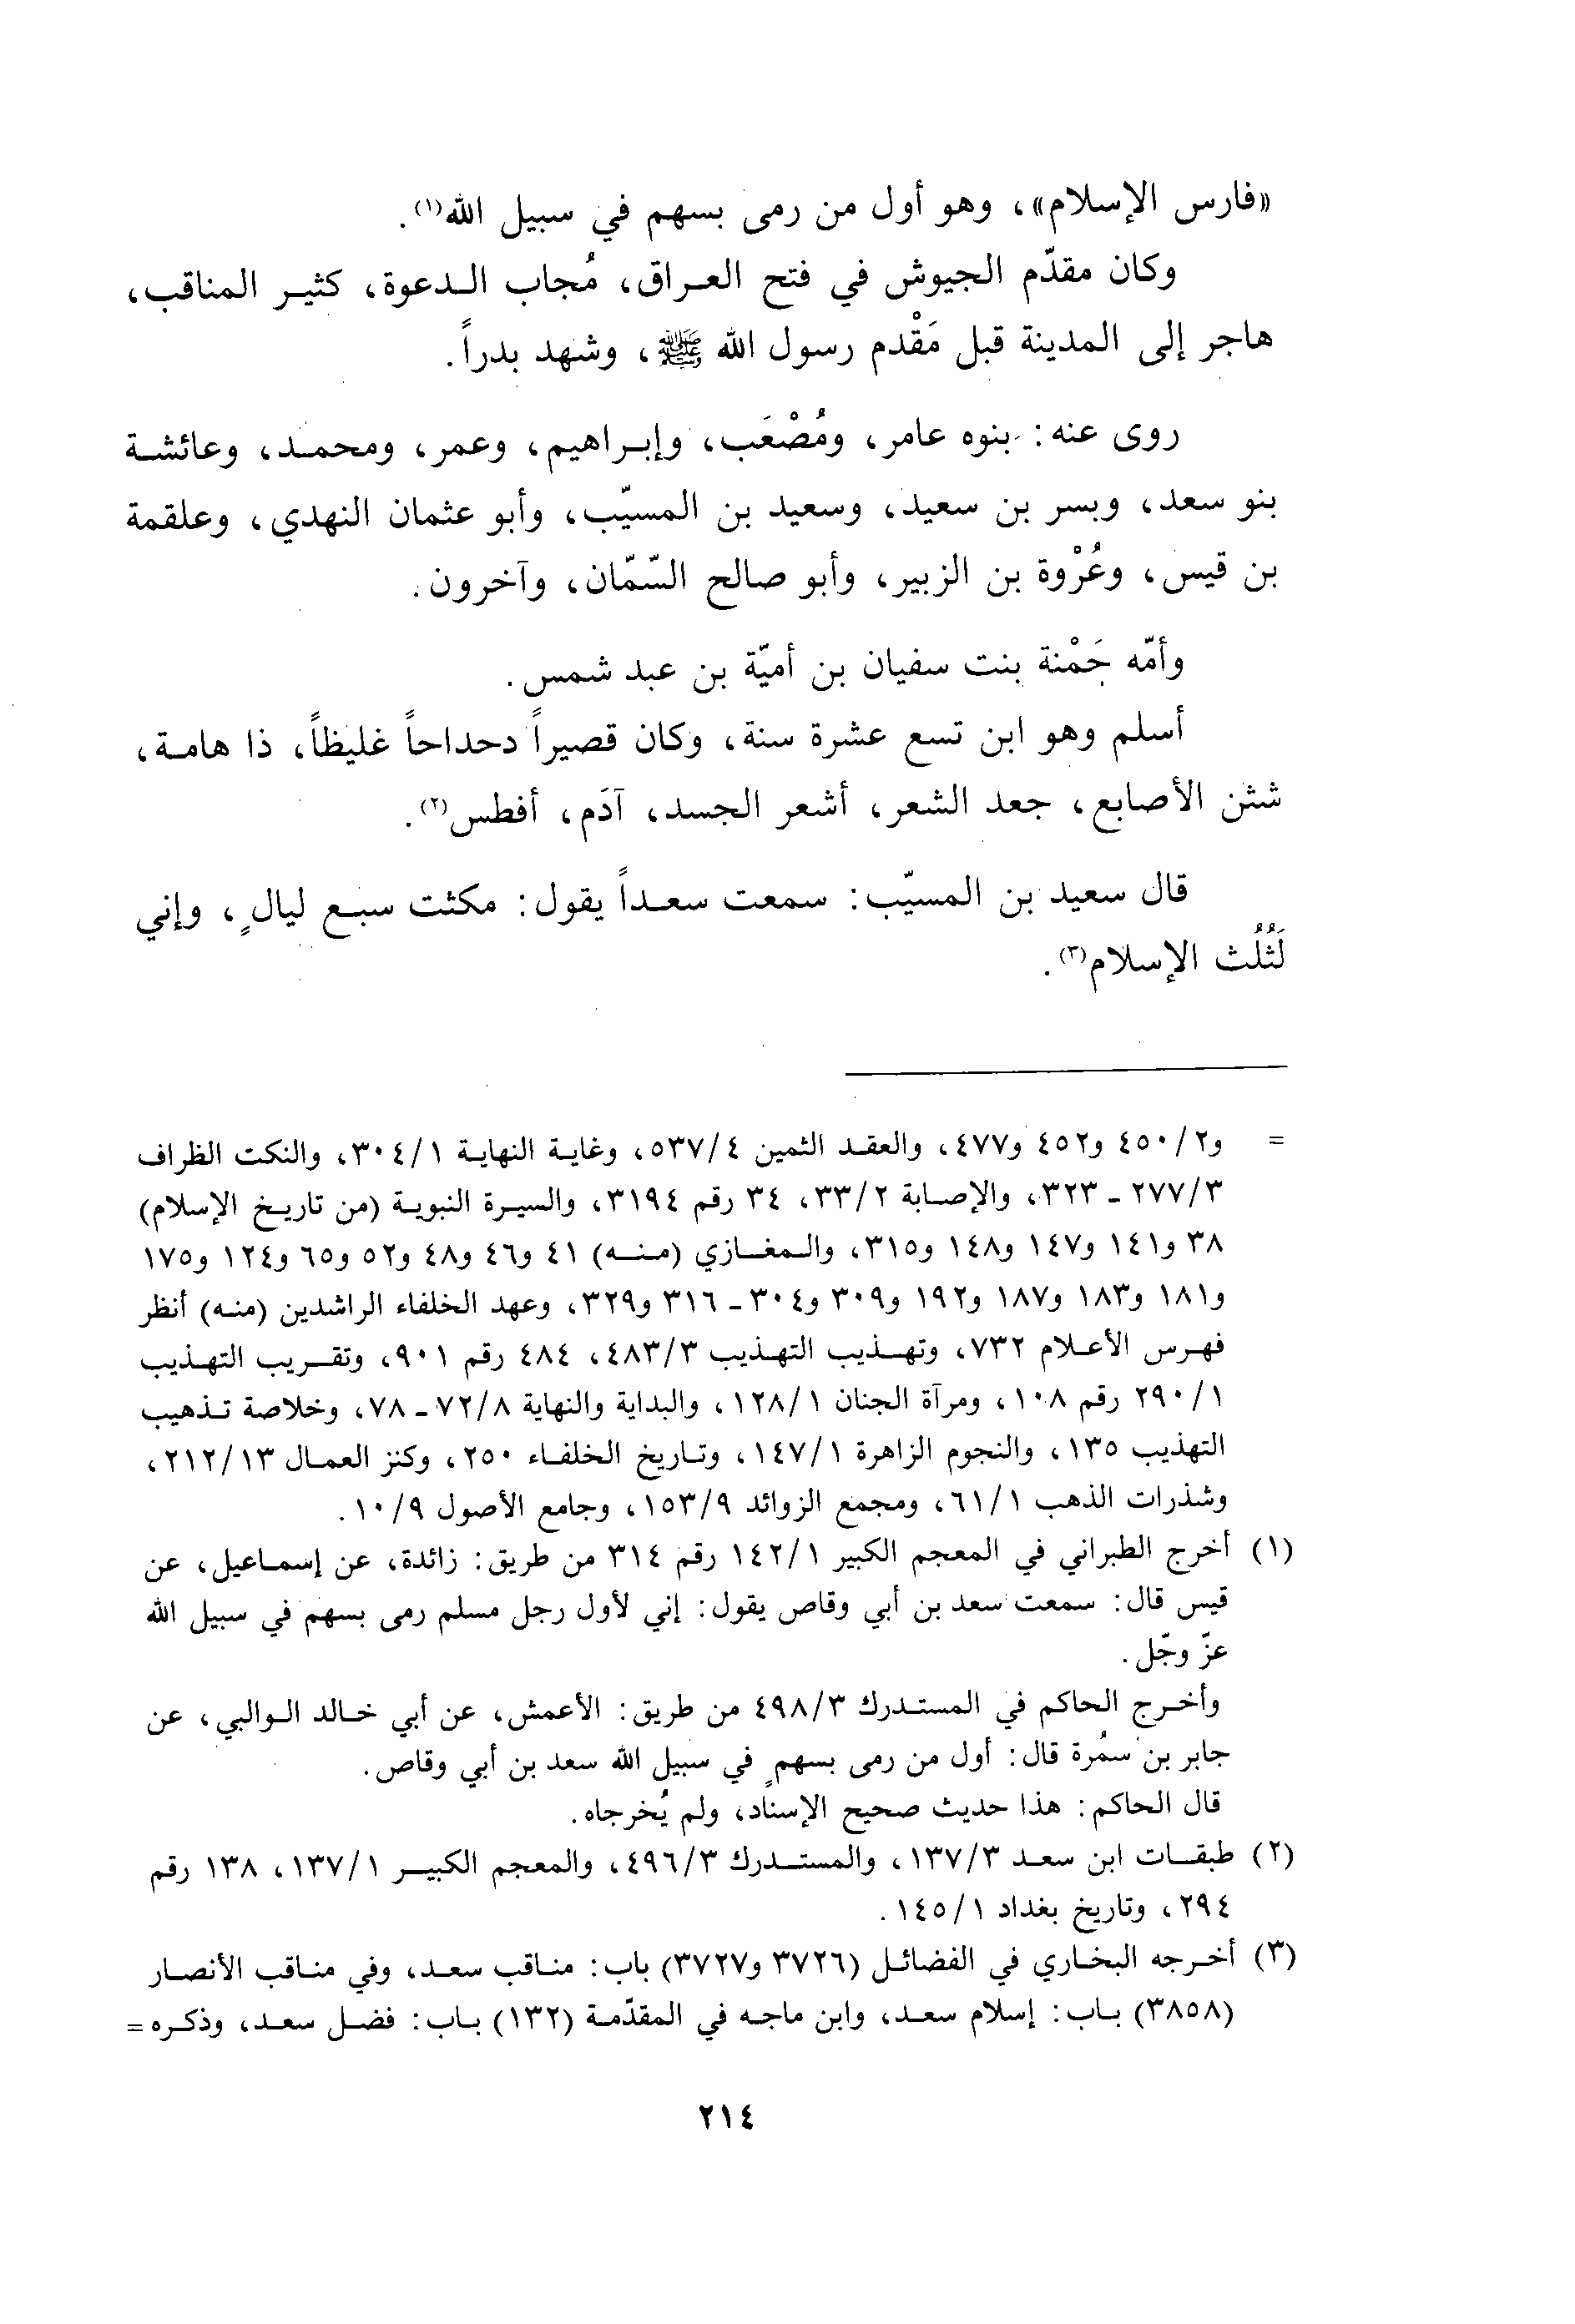 «فارس الإسلام»، وهو أول من رمى بسهم في سبيل الله(١).
وكان مقدّم الجيوش في فتح العراق، مُجاب الدعوة، كثير المناقب،
هاجر إلى المدينة قبل مَقْدم رسول الله ﷺ، وشهد بدراً.
روى عنه: بنوه عامر، ومُصْعَب، وإبراهيم، وعمر، ومحمد، وعائشة
بنو سعد، وبسر بن سعيد، وسعيد بن المسيّب، وأبو عثمان النهدي، وعلقمة
بن قيس، وعُرْوة بن الزبير، وأبو صالح السّمّان، وآخرون.
وأمّه حَمْنة بنت سفيان بن أميّة بن عبد شمس.
أسلم وهو ابن تسع عشرة سنة، وكان قصيراً دحداحاً غليظاً، ذا هامة،
شثن الأصابع، جعد الشعر، أشعر الجسد، آدَم، أفطس(٢).
قال سعيد بن المسيّب: سمعت سعداً يقول: مكثت سبع ليالٍ، وإني
لَثُلُث الإسلام(٣).
= و٤٥٠/٢ و٤٥٢ و٤٧٧، والعقد الثمين ٥٣٧/٤، وغاية النهاية ٣٠٤/١، والنكت الظراف
٢٧٧/٣ - ٣٢٣، والإصابة ٣٣/٢، ٣٤ رقم ٣١٩٤، والسيرة النبوية (من تاريخ الإسلام)
٣٨ و١٤١ و١٤٧ و١٤٨ و٣١٥، والمغازي (منه) ٤١ و٤٦ و٤٨ و٥٢ و٦٥ و١٢٤ و١٧٥
و١٨١ و١٨٣ و١٨٧ و١٩٢ و٣٠٩ و٣٠٤ - ٣١٦ و٣٢٩، وعهد الخلفاء الراشدين (منه) أنظر
فهرس الأعلام ٧٣٢، وتهذيب التهذيب ٤٨٣/٣، ٤٨٤ رقم ٩٠١، وتقريب التهذيب
٢٩٠/١ رقم ١٠٨، ومرآة الجنان ١٢٨/١، والبداية والنهاية ٧٢/٨ - ٧٨، وخلاصة تذهيب
التهذيب ١٣٥، والنجوم الزاهرة ١٤٧/١، وتاريخ الخلفاء ٢٥٠، وكنز العمال ٢١٢/١٣،
وشذرات الذهب ٦١/١، ومجمع الزوائد ١٥٣/٩، وجامع الأصول ١٠/٩.
(١) أخرج الطبراني في المعجم الكبير ١٤٢/١ رقم ٣١٤ من طريق: زائدة، عن إسماعيل، عن
قيس قال: سمعت سعد بن أبي وقاص يقول: إني لأول رجل مسلم رمى بسهم في سبيل الله
عزّ وجّل.
وأخرج الحاكم في المستدرك ٤٩٨/٣ من طريق: الأعمش، عن أبي خالد الوالبي، عن
جابر بن سمُرة قال: أول من رمى بسهمٍ في سبيل الله سعد بن أبي وقاص.
قال الحاكم: هذا حديث صحيح الإسناد، ولم يُخرجاه.
(٢) طبقات ابن سعد ١٣٧/٣، والمستدرك ٤٩٦/٣، والمعجم الكبير ١٣٧/١، ١٣٨ رقم
٢٩٤، وتاريخ بغداد ١٤٥/١.
(٣) أخرجه البخاري في الفضائل (٣٧٢٦ و٣٧٢٧) باب: مناقب سعد، وفي مناقب الأنصار
(٣٨٥٨) باب: إسلام سعد، وابن ماجه في المقدّمة (١٣٢) باب: فضل سعد، وذكره =
٢١٤